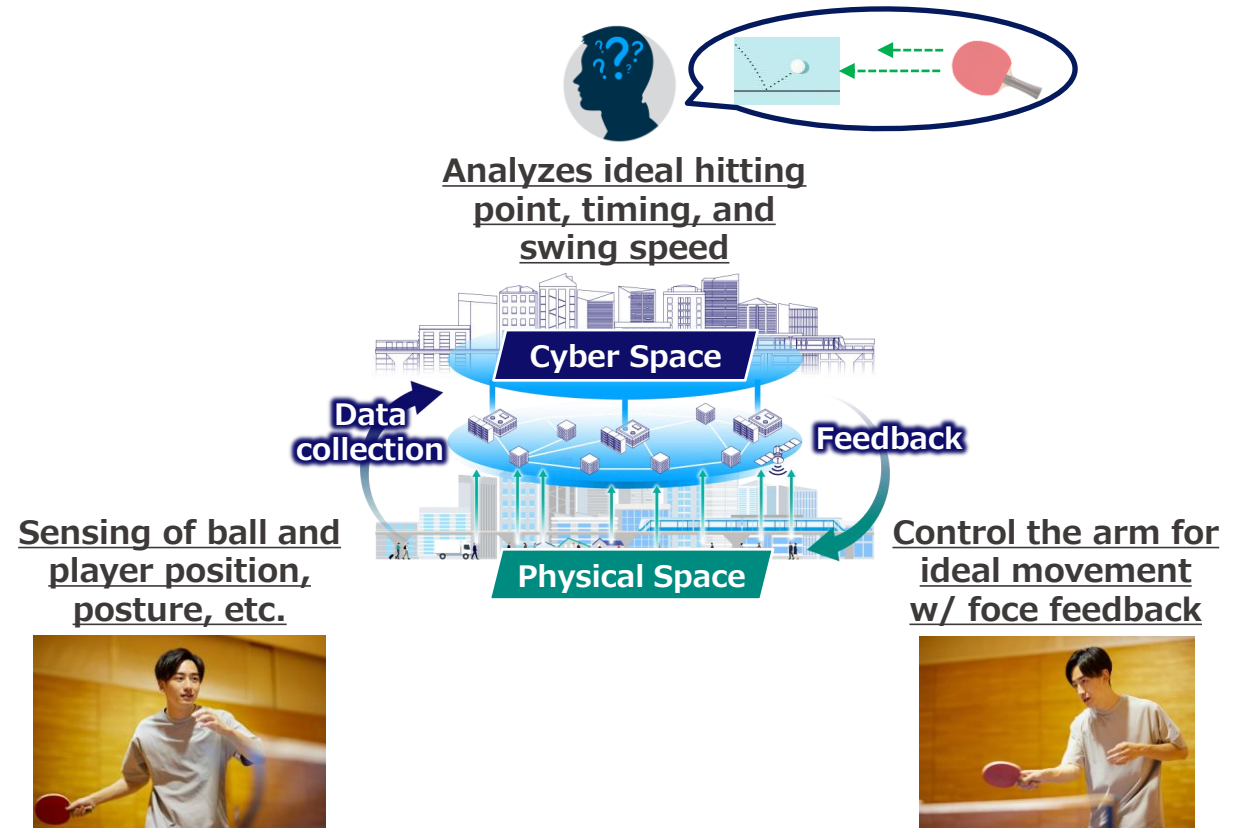 ???
??
Analyzes ideal hitting
point, timing, and
swing speed
Cyber Space
Data
collection
Feedback
Sensing of ball and
player position,
posture, etc.
Physical Space
Control the arm for
ideal movement
w/ foce feedback